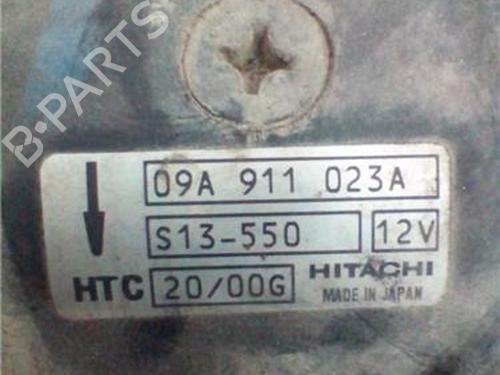 B-PARTS
09A 911 023A
S13-550 12V
HTC 20/00G HITACHI
MADE IN JAPAN